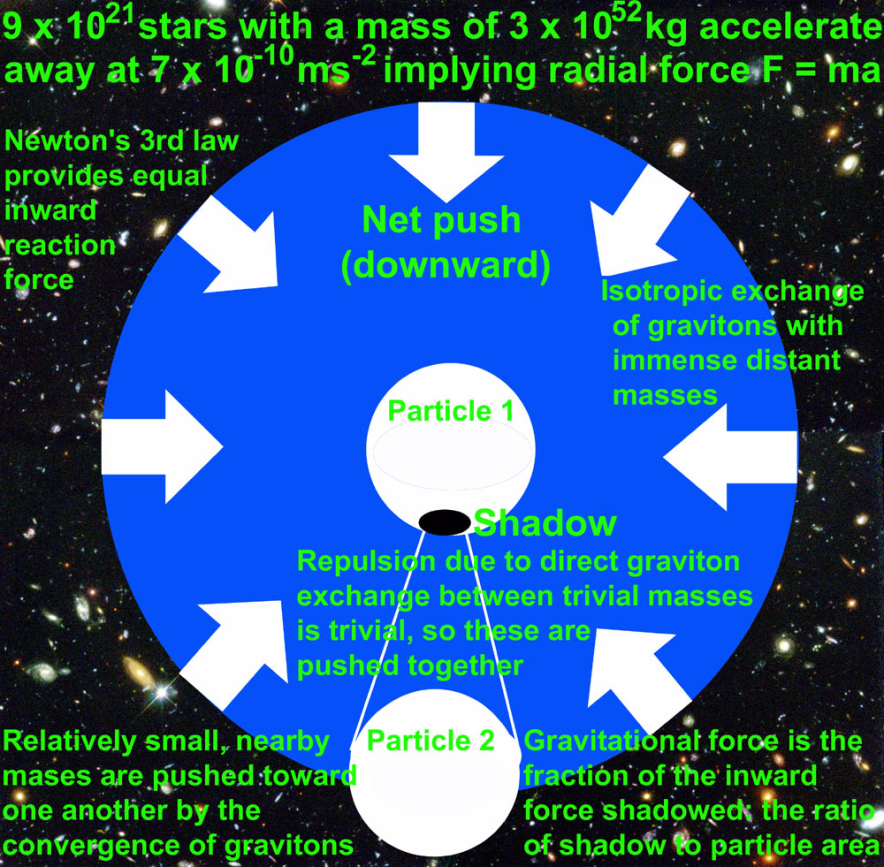 9 x 10²¹ stars with a mass of 3 x 10⁵² kg accelerate
away at 7 x 10⁻¹⁰ ms⁻² implying radial force F = ma
Newton's 3rd law
provides equal
inward
reaction
force
Net push
(downward)
Isotropic exchange
of gravitons with
immense distant
masses
Particle 1
Shadow
Repulsion due to direct graviton
exchange between trivial masses
is trivial, so these are
pushed together
Relatively small, nearby
mases are pushed toward
one another by the
convergence of gravitons
Particle 2
Gravitational force is the
fraction of the inward
force shadowed: the ratio
of shadow to particle area